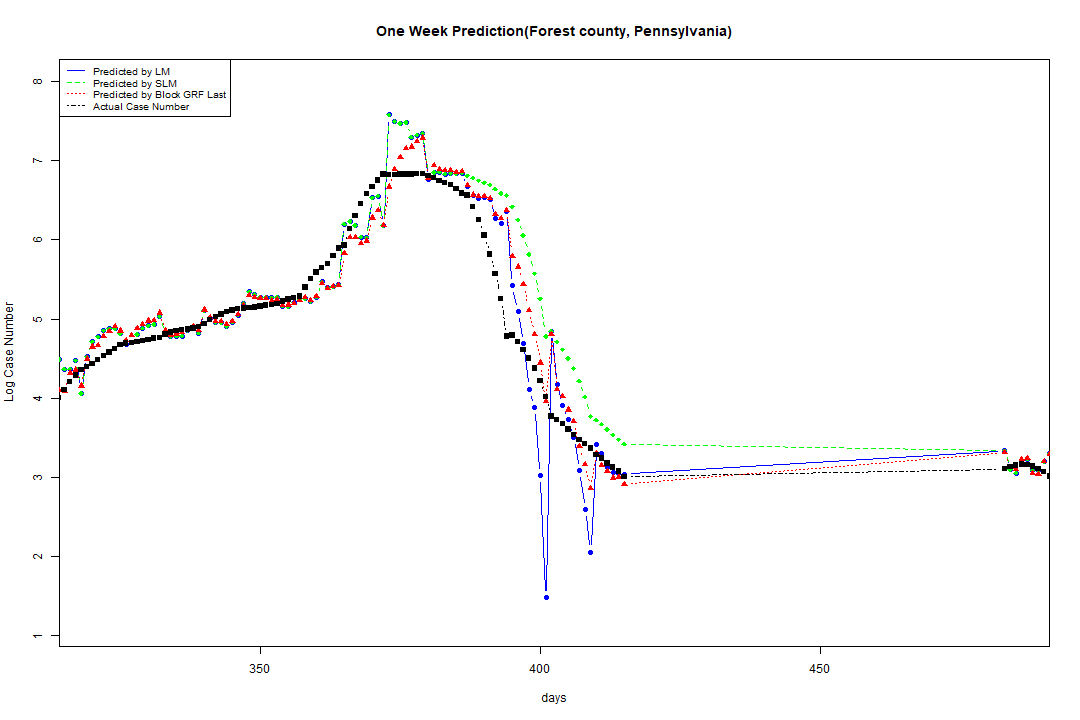 One Week Prediction(Forest county, Pennsylvania)
Predicted by LM
Predicted by SLM
Predicted by Block GRF Last
Actual Case Number
Log Case Number
8
7
6
5
4
3
2
1
350
400
450
days